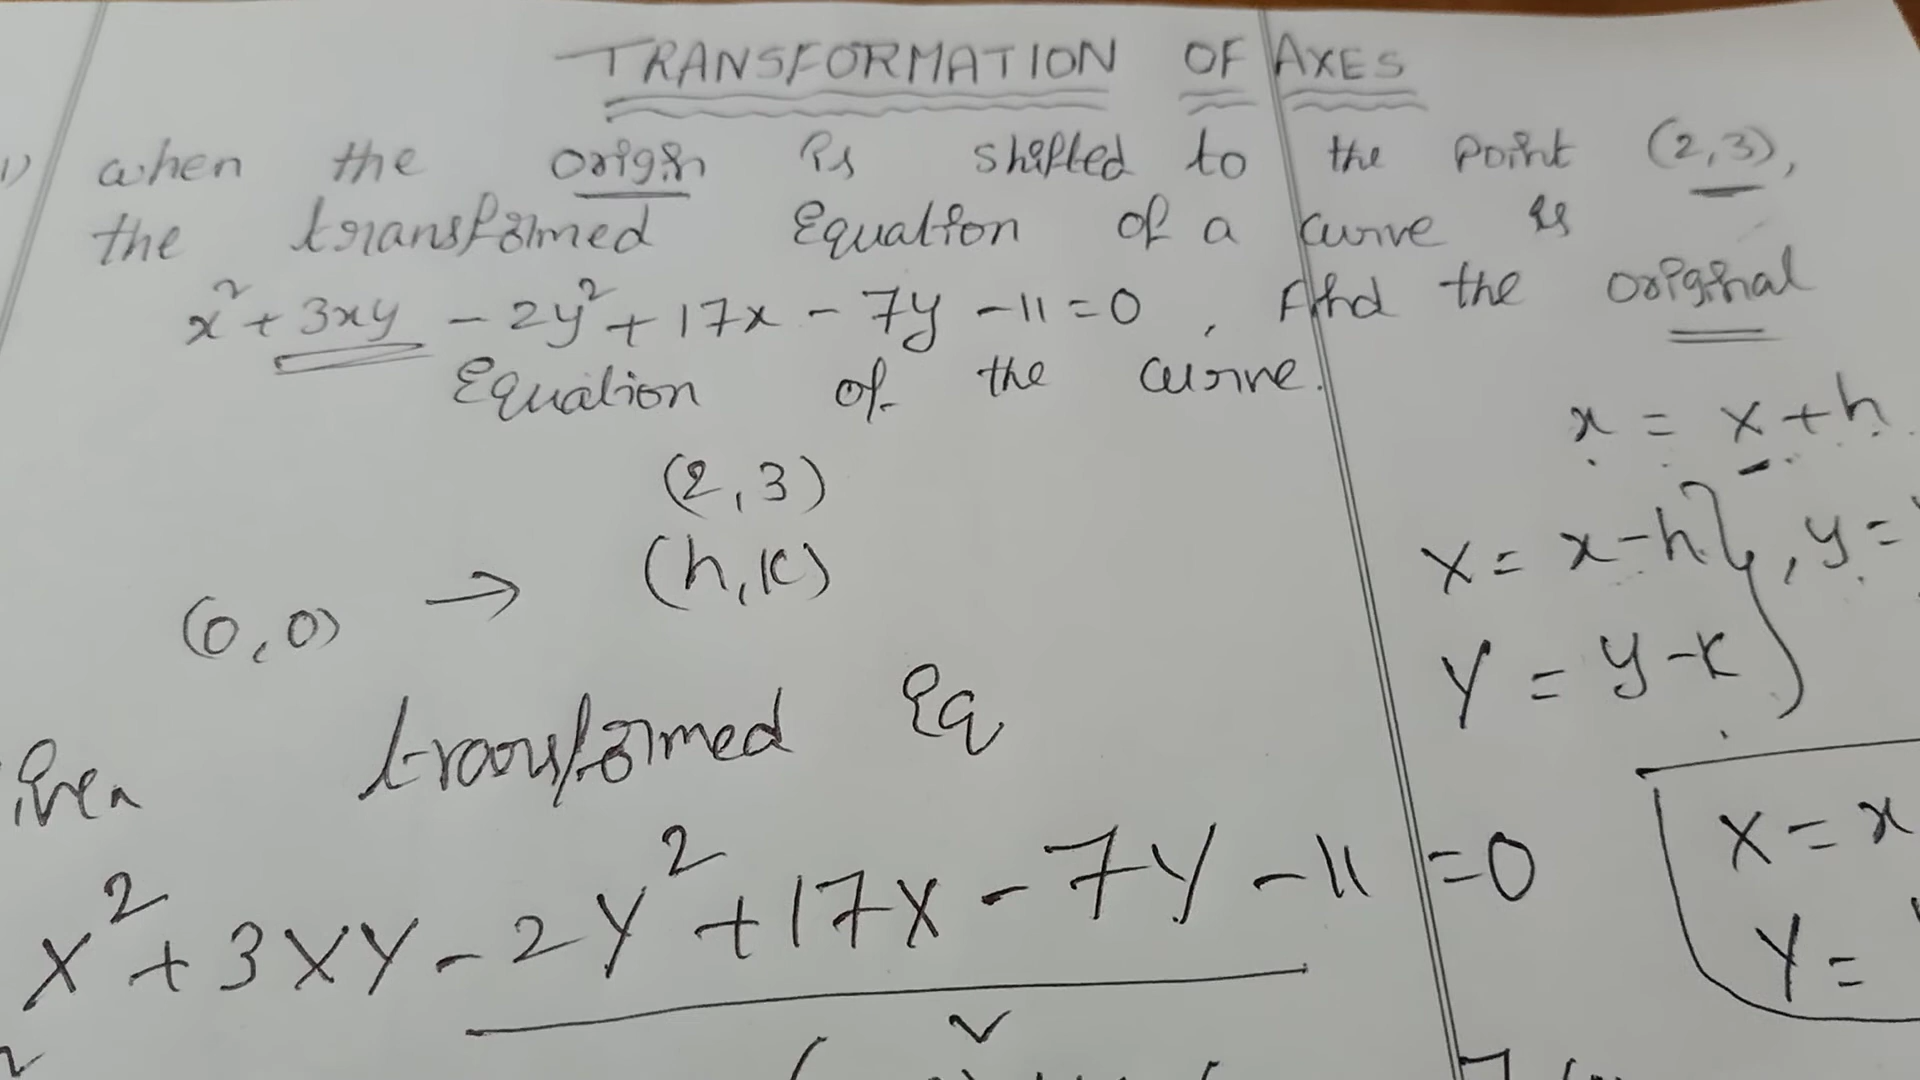 TRANSFORMATION OF AXES
1) when the origin is shifted to the point (2,3),
the transformed Equation of a curve is
x² + 3xy - 2y² + 17x - 7y - 11 = 0, Find the original
Equation of the curve.
x = X + h
(2,3)
(h,k)
(0,0) →
X = x - h}, y =
Y = y - k
transformed Eq
X² + 3XY - 2Y² + 17X - 7Y - 11 = 0
X = x
Y =